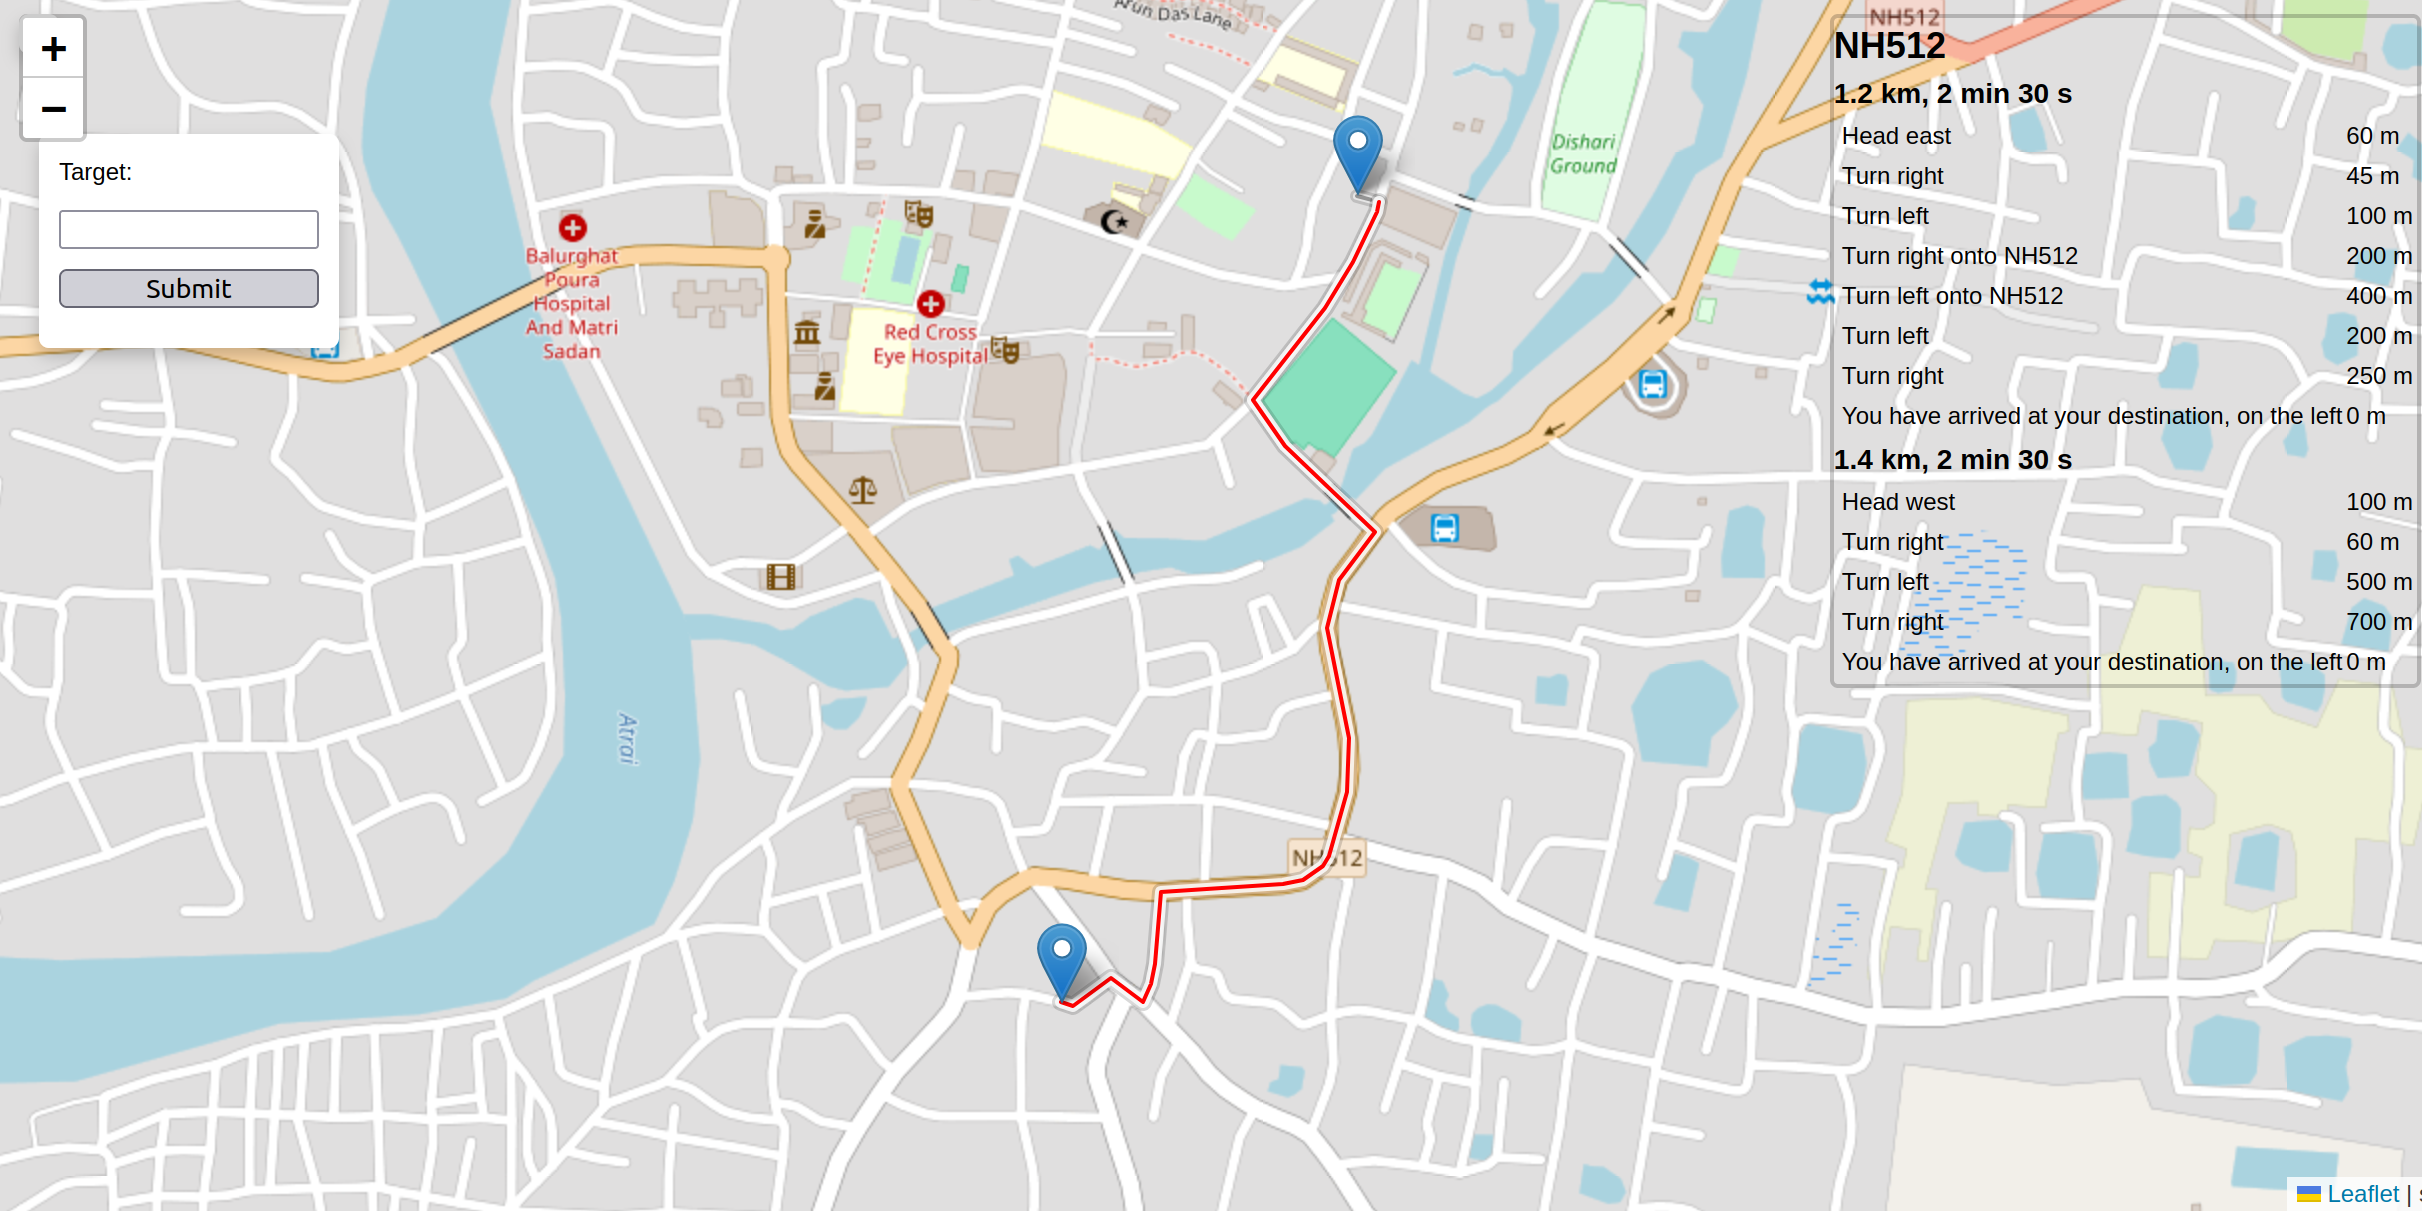 +
−
Target:
Submit
Arun Das Lane
Dishari
Ground
Balurghat
Poura
Hospital
And Matri
Sadan
Red Cross
Eye Hospital
Atrai
NH512
NH512
NH512
1.2 km, 2 min 30 s
Head east 60 m
Turn right 45 m
Turn left 100 m
Turn right onto NH512 200 m
Turn left onto NH512 400 m
Turn left 200 m
Turn right 250 m
You have arrived at your destination, on the left 0 m
1.4 km, 2 min 30 s
Head west 100 m
Turn right 60 m
Turn left 500 m
Turn right 700 m
You have arrived at your destination, on the left 0 m
Leaflet |